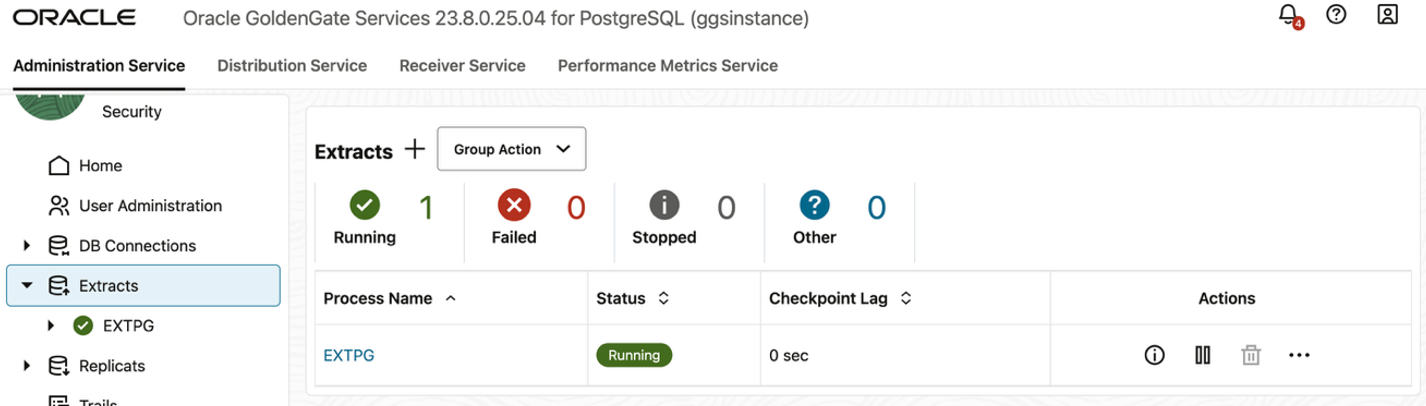 ORACLE Oracle GoldenGate Services 23.8.0.25.04 for PostgreSQL (ggsinstance)
4
Administration Service Distribution Service Receiver Service Performance Metrics Service
Security
Home
User Administration
DB Connections
Extracts
EXTPG
Replicats
Trails
Extracts Group Action
1 0 0 0
Running Failed Stopped Other
Process Name Status Checkpoint Lag Actions
EXTPG Running 0 sec